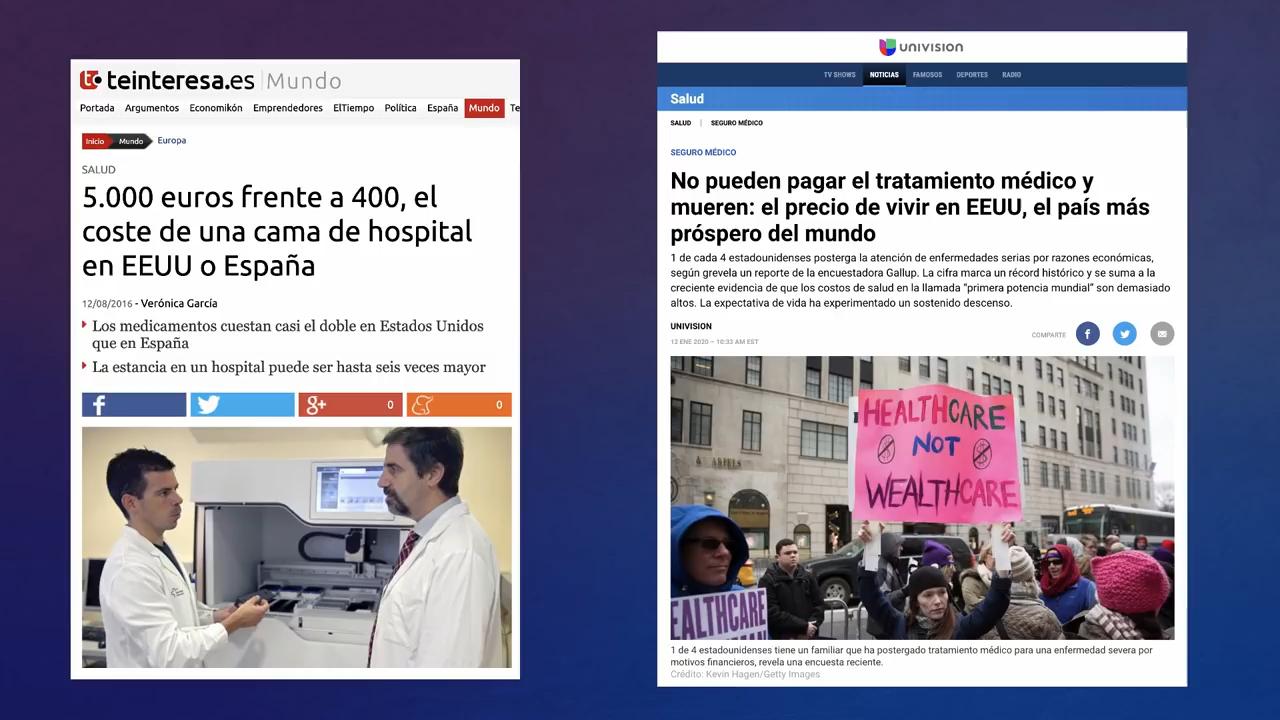 teinteresa.es Mundo
Portada Argumentos Economikón Emprendedores ElTiempo Política España Mundo Te
Inicio Mundo Europa
SALUD
5.000 euros frente a 400, el
coste de una cama de hospital
en EEUU o España
12/08/2016 - Verónica García
Los medicamentos cuestan casi el doble en Estados Unidos
que en España
La estancia en un hospital puede ser hasta seis veces mayor
0
0
UNIVISION
TV SHOWS NOTICIAS FAMOSOS DEPORTES RADIO
Salud
SALUD | SEGURO MÉDICO
SEGURO MÉDICO
No pueden pagar el tratamiento médico y
mueren: el precio de vivir en EEUU, el país más
próspero del mundo
1 de cada 4 estadounidenses posterga la atención de enfermedades serias por razones económicas,
según grevela un reporte de la encuestadora Gallup. La cifra marca un récord histórico y se suma a la
creciente evidencia de que los costos de salud en la llamada "primera potencia mundial" son demasiado
altos. La expectativa de vida ha experimentado un sostenido descenso.
UNIVISION
12 ENE 2020 – 10:33 AM EST
COMPARTE
HEALTHCARE
NOT
WEALTHCARE
EALTHCARE
1 de 4 estadounidenses tiene un familiar que ha postergado tratamiento médico para una enfermedad severa por
motivos financieros, revela una encuesta reciente.
Crédito: Kevin Hagen/Getty Images